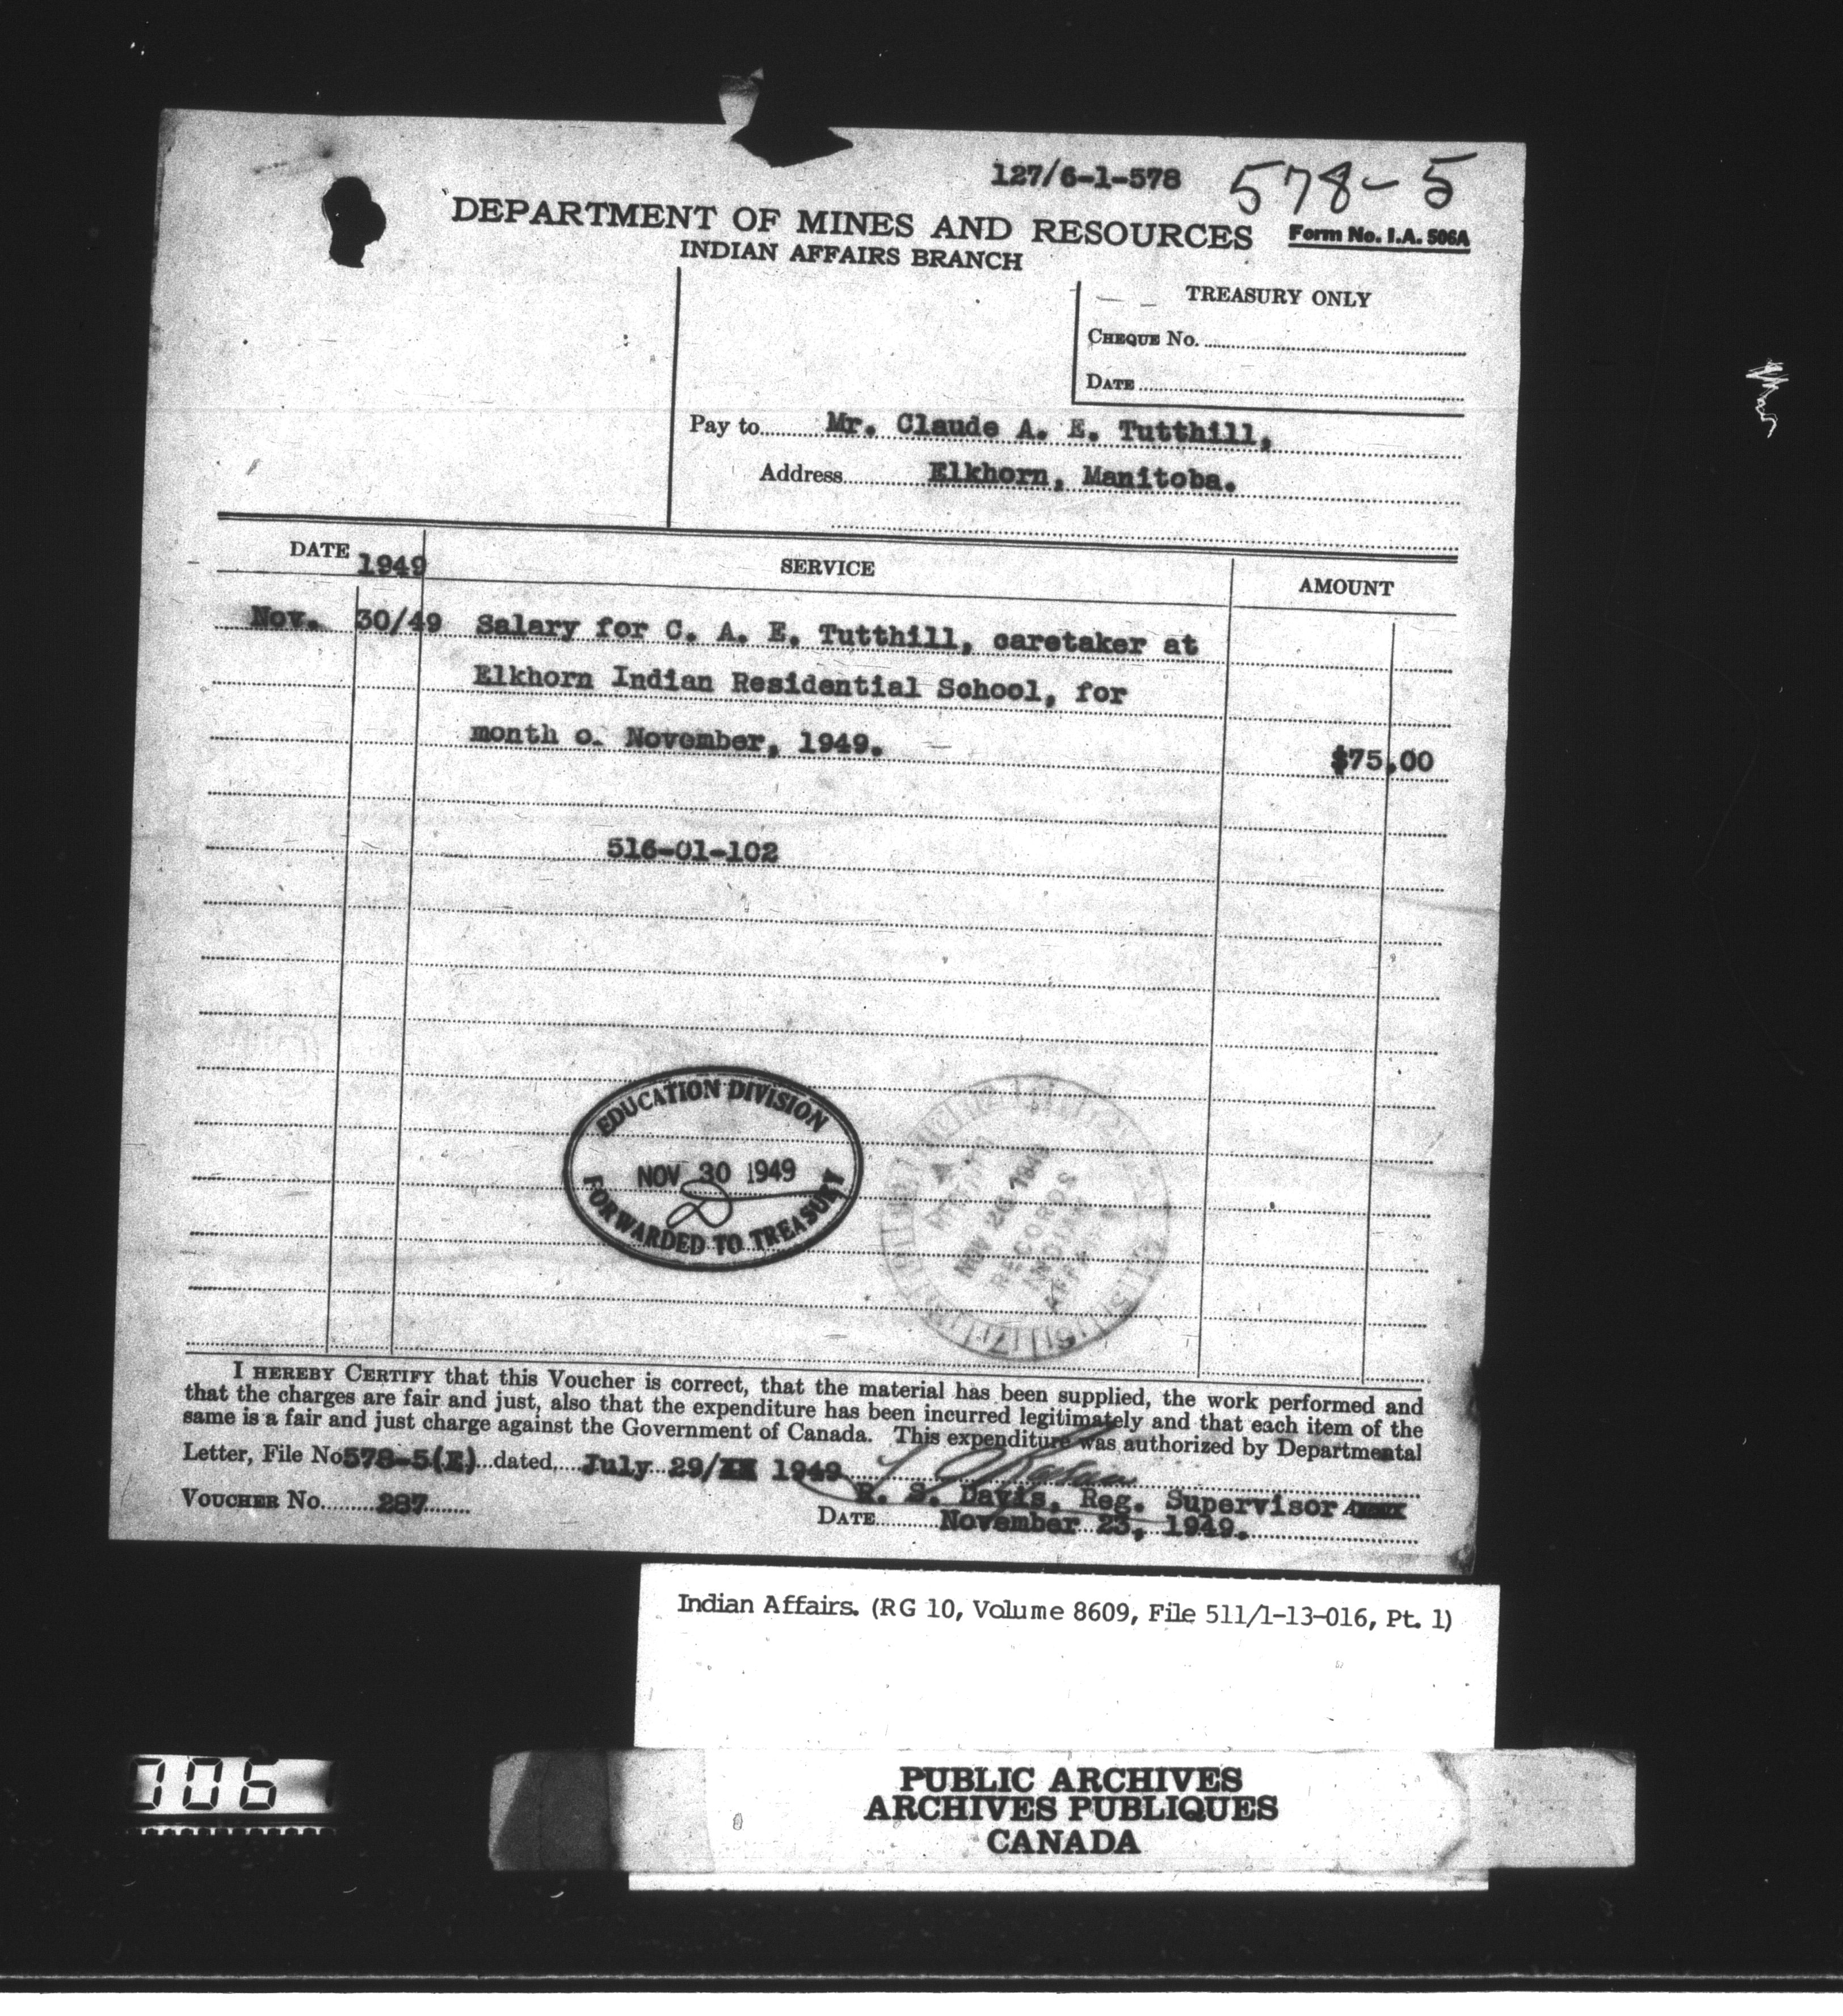 127/6-1-578 578-5
DEPARTMENT OF MINES AND RESOURCES Form No. I.A. 506A
INDIAN AFFAIRS BRANCH
TREASURY ONLY
CHEQUE No.
DATE
Pay to Mr. Claude A. E. Tutthill,
Address Elkhorn, Manitoba.
DATE 1949 SERVICE AMOUNT
Nov. 30/49 Salary for C. A. E. Tutthill, caretaker at
Elkhorn Indian Residential School, for
month o. November, 1949. $75.00
516-01-102
EDUCATION DIVISION
NOV 30 1949
FORWARDED TO TREASURY
RECORDS
INDIAN
AFFAIRS
I HEREBY CERTIFY that this Voucher is correct, that the material has been supplied, the work performed and
that the charges are fair and just, also that the expenditure has been incurred legitimately and that each item of the
same is a fair and just charge against the Government of Canada. This expenditure was authorized by Departmental
Letter, File No 578-5(E) dated July 29/ 1949
R. S. Davis, Reg. Supervisor
VOUCHER No. 287
DATE November 23, 1949.
Indian Affairs. (RG 10, Volume 8609, File 511/1-13-016, Pt. 1)
PUBLIC ARCHIVES
ARCHIVES PUBLIQUES
CANADA